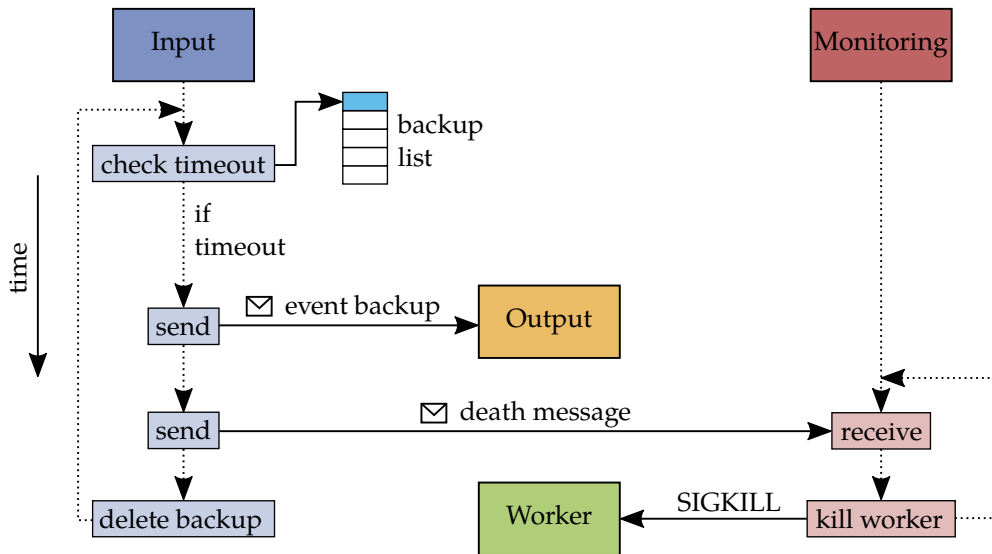 Input
Monitoring
backup
list
check timeout
if
timeout
time
event backup
Output
send
death message
send
receive
delete backup
Worker
SIGKILL
kill worker